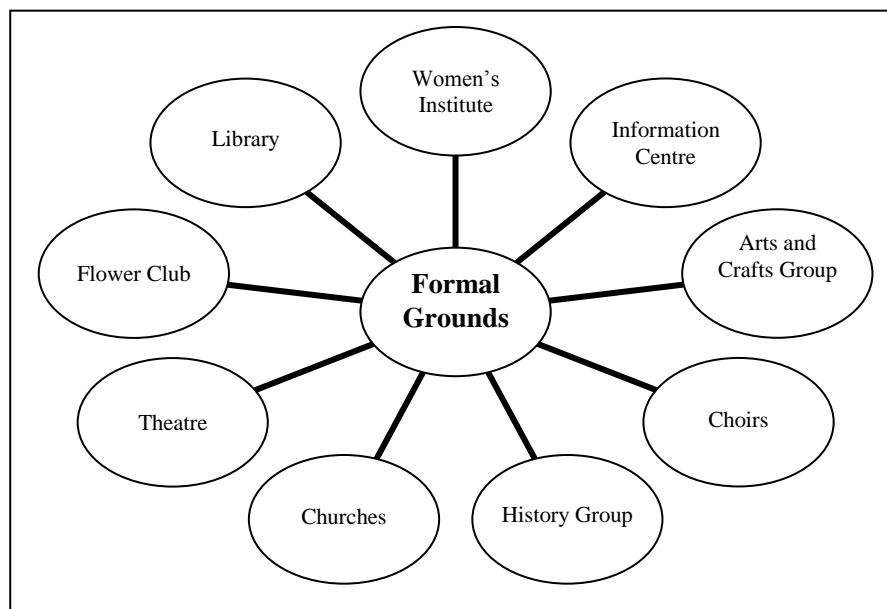 Women’s
Institute
Library
Information
Centre
Flower Club
Formal
Grounds
Arts and
Crafts Group
Theatre
Choirs
Churches
History Group